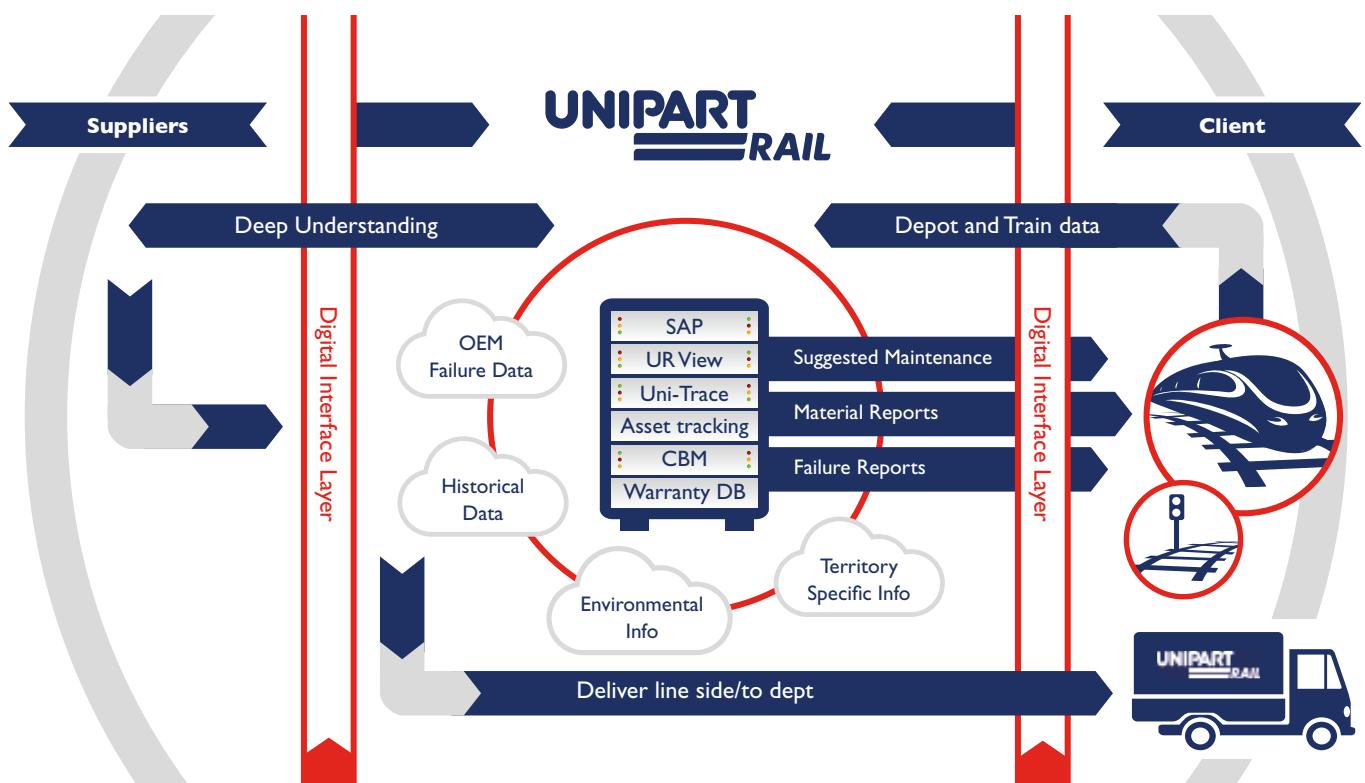 Suppliers
UNIPART
RAIL
Client
Deep Understanding
Depot and Train data
Digital Interface Layer
OEM
Failure Data
Historical
Data
Environmental
Info
Territory
Specific Info
SAP
UR View
Uni-Trace
Asset tracking
CBM
Warranty DB
Suggested Maintenance
Material Reports
Failure Reports
Digital Interface Layer
Deliver line side/to dept
UNIPART
RAIL